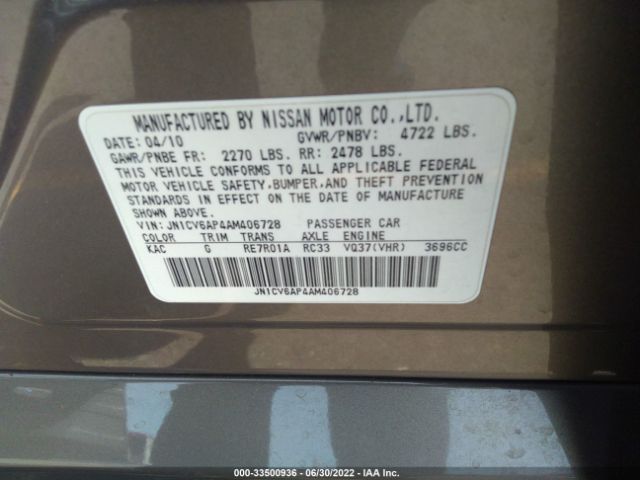 MANUFACTURED BY NISSAN MOTOR CO.,LTD.
DATE: 04/10 GVWR/PNBV: 4722 LBS.
GAWR/PNBE FR: 2270 LBS. RR: 2478 LBS.
THIS VEHICLE CONFORMS TO ALL APPLICABLE FEDERAL
MOTOR VEHICLE SAFETY,BUMPER,AND THEFT PREVENTION
STANDARDS IN EFFECT ON THE DATE OF MANUFACTURE
SHOWN ABOVE.
VIN:JN1CV6AP4AM406728 PASSENGER CAR
COLOR TRIM TRANS AXLE ENGINE
KAC G RE7R01A RC33 VQ37(VHR) 3696CC
JN1CV6AP4AM406728
000-33500936 - 06/30/2022 - IAA Inc.